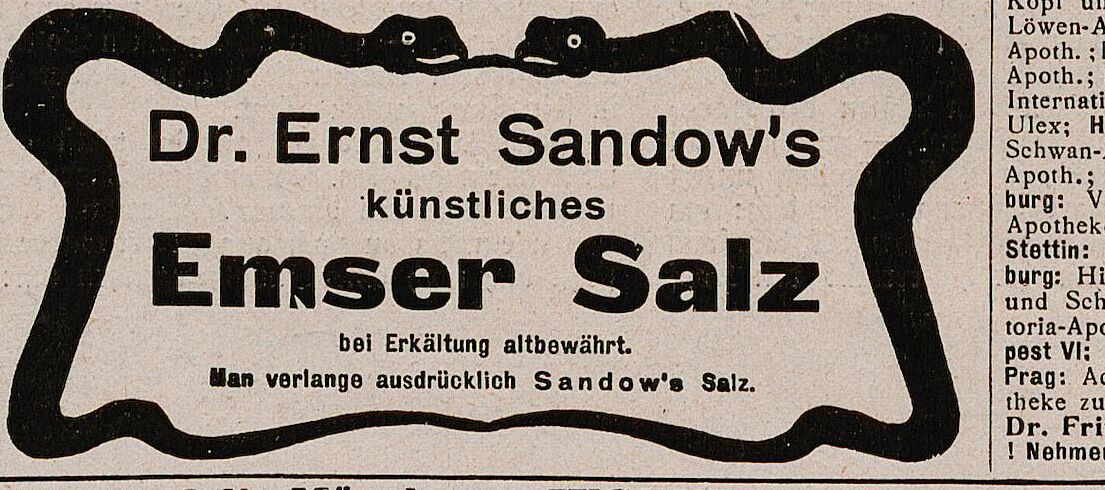 Dr. Ernst Sandow's
künstliches
Emser Salz
bei Erkältung altbewährt.
Man verlange ausdrücklich Sandow's Salz.
Löwen-A
Apoth. ;
Apoth.;
Internati
Ulex; H
Schwan-
Apoth.;
burg: V
Apothek
Stettin:
burg: Hi
und Sch
toria-Apo
pest VI:
Prag: Ad
theke zu
Dr. Fri
! Nehmen